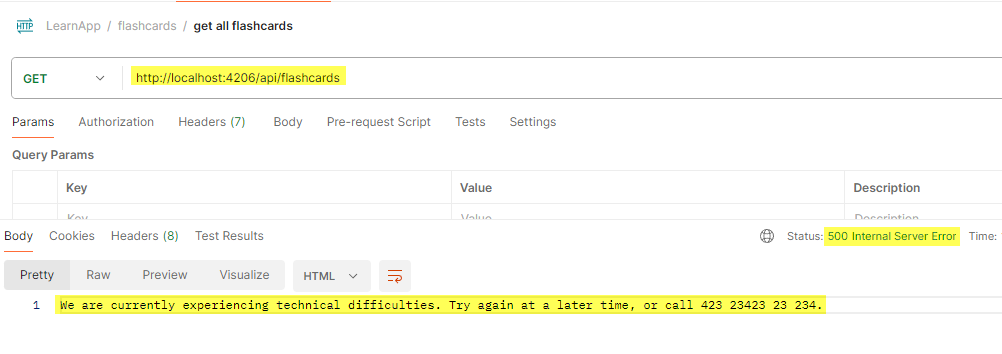 HTTP LearnApp / flashcards / get all flashcards
GET http://localhost:4206/api/flashcards
Params Authorization Headers (7) Body Pre-request Script Tests Settings
Query Params
Key Value Description
Key Value Description
Body Cookies Headers (8) Test Results Status: 500 Internal Server Error Time:
Pretty Raw Preview Visualize HTML
1 We are currently experiencing technical difficulties. Try again at a later time, or call 423 23423 23 234.